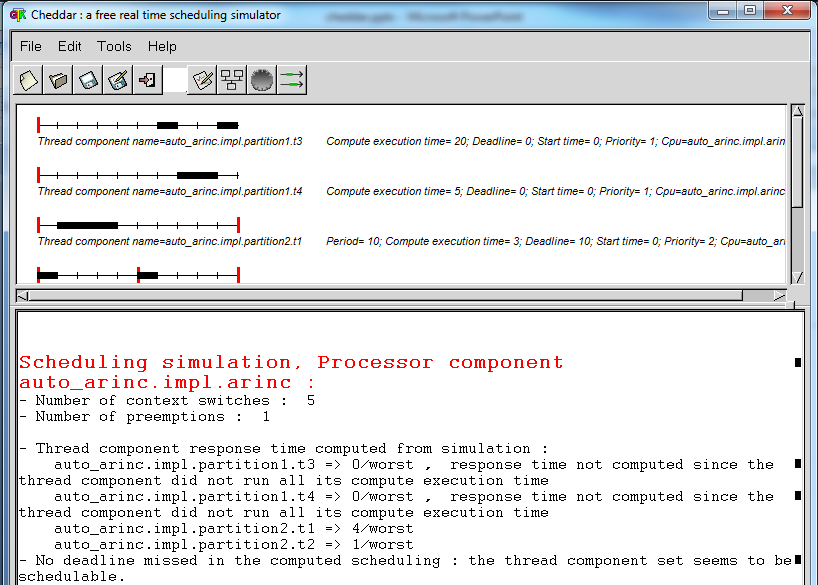 Cheddar : a free real time scheduling simulator
File Edit Tools Help
Thread component name=auto_arinc.impl.partition1.t3 Compute execution time= 20; Deadline= 0; Start time= 0; Priority= 1; Cpu=auto_arinc.impl.arin
Thread component name=auto_arinc.impl.partition1.t4 Compute execution time= 5; Deadline= 0; Start time= 0; Priority= 1; Cpu=auto_arinc.impl.arinc
Thread component name=auto_arinc.impl.partition2.t1 Period= 10; Compute execution time= 3; Deadline= 10; Start time= 0; Priority= 2; Cpu=auto_ari
Scheduling simulation, Processor component
auto_arinc.impl.arinc :
- Number of context switches : 5
- Number of preemptions : 1
- Thread component response time computed from simulation :
auto_arinc.impl.partition1.t3 => 0/worst , response time not computed since the
thread component did not run all its compute execution time
auto_arinc.impl.partition1.t4 => 0/worst , response time not computed since the
thread component did not run all its compute execution time
auto_arinc.impl.partition2.t1 => 4/worst
auto_arinc.impl.partition2.t2 => 1/worst
- No deadline missed in the computed scheduling : the thread component set seems to be
schedulable.